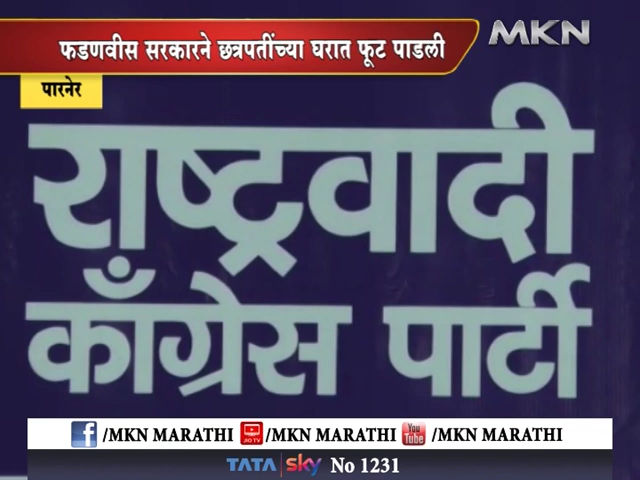 फडणवीस सरकारने छत्रपतींच्या घरात फूट पाडली
MKN
पारनेर
राष्ट्रवादी
काँग्रेस पार्टी
/MKN MARATHI JIO TV /MKN MARATHI You Tube /MKN MARATHI
TATA sky No 1231